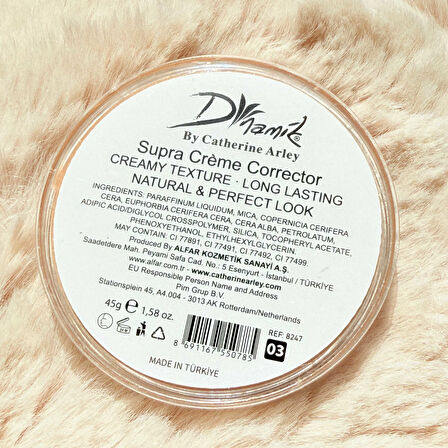 Dynamic®
By Catherine Arley
Supra Crème Corrector
CREAMY TEXTURE · LONG LASTING
NATURAL & PERFECT LOOK
INGREDIENTS: PARAFFINUM LIQUIDUM, MICA, COPERNICIA CERIFERA
CERA, EUPHORBIA CERIFERA CERA, CERA ALBA, PETROLATUM,
ADIPIC ACID/DIGLYCOL CROSSPOLYMER, SILICA, TOCOPHERYL ACETATE,
PHENOXYETHANOL, ETHYLHEXYLGLYCERIN.
MAY CONTAIN: CI 77891, CI 77491, CI 77492, CI 77499.
Produced By ALFAR KOZMETİK SANAYİ A.Ş.
Saadetdere Mah. Peyami Safa Cad. No.: 5 Esenyurt - İstanbul / TÜRKİYE
www.alfar.com.tr - www.catherinearley.com
EU Responsible Person Name and Address
Pim Grup B.V.
Stationsplein 45, A4.004 - 3013 AK Rotterdam/Netherlands
45g ℮ 1,58 oz.
REF: 8247
8 691167 550785
03
MADE IN TÜRKİYE